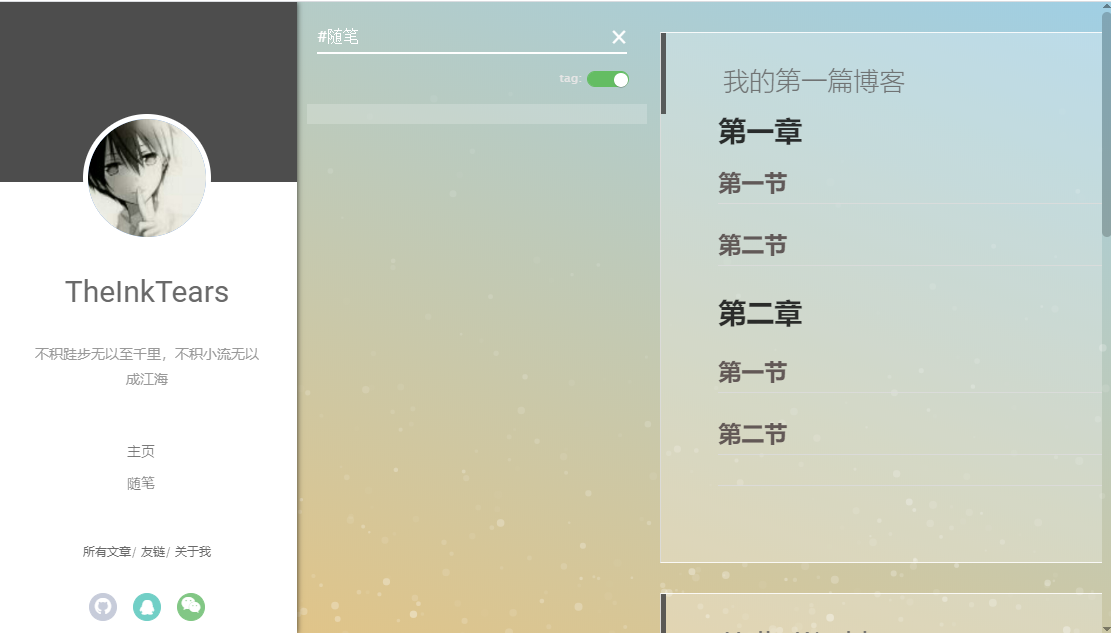 TheInkTears
不积跬步无以至千里，不积小流无以
成江海
主页
随笔
所有文章/ 友链/ 关于我
#随笔
tag:
我的第一篇博客
第一章
第一节
第二节
第二章
第一节
第二节